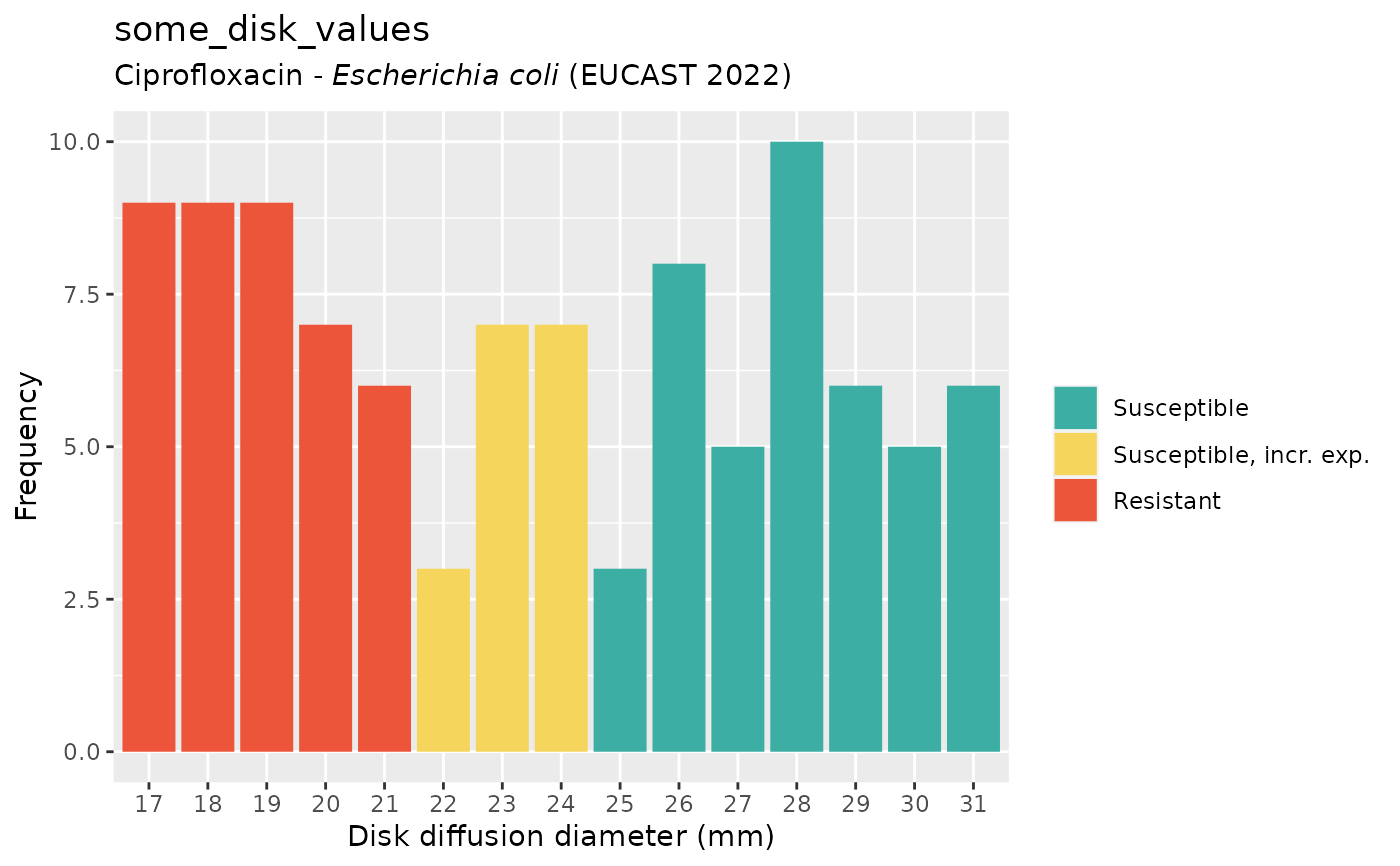 some_disk_values
Ciprofloxacin - Escherichia coli (EUCAST 2022)
Frequency
10.0
7.5
5.0
2.5
0.0
17 18 19 20 21 22 23 24 25 26 27 28 29 30 31
Disk diffusion diameter (mm)
Susceptible
Susceptible, incr. exp.
Resistant